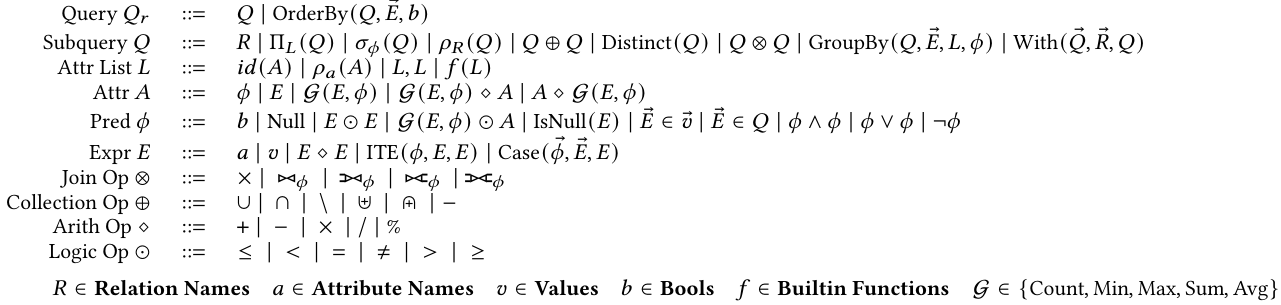 Query Qᵣ ::= Q | OrderBy(Q, E⃗, b)
Subquery Q ::= R | Π_L(Q) | σ_ϕ(Q) | ρ_R(Q) | Q ⊕ Q | Distinct(Q) | Q ⊗ Q | GroupBy(Q, E⃗, L, ϕ) | With(Q⃗, R⃗, Q)
Attr List L ::= id(A) | ρ_a(A) | L, L | f(L)
Attr A ::= ϕ | E | 𝒢(E, ϕ) | 𝒢(E, ϕ) ⋄ A | A ⋄ 𝒢(E, ϕ)
Pred ϕ ::= b | Null | E ⊙ E | 𝒢(E, ϕ) ⊙ A | IsNull(E) | E⃗ ∈ v⃗ | E⃗ ∈ Q | ϕ ∧ ϕ | ϕ ∨ ϕ | ¬ϕ
Expr E ::= a | v | E ⋄ E | ITE(ϕ, E, E) | Case(ϕ⃗, E⃗, E)
Join Op ⊗ ::= × | ⋈_ϕ | ⟕_ϕ | ⟖_ϕ | ⟗_ϕ
Collection Op ⊕ ::= ∪ | ∩ | \ | ⊎ | ⩀ | −
Arith Op ⋄ ::= + | − | × | / | %
Logic Op ⊙ ::= ≤ | < | = | ≠ | > | ≥
R ∈ Relation Names a ∈ Attribute Names v ∈ Values b ∈ Bools f ∈ Builtin Functions 𝒢 ∈ {Count, Min, Max, Sum, Avg}